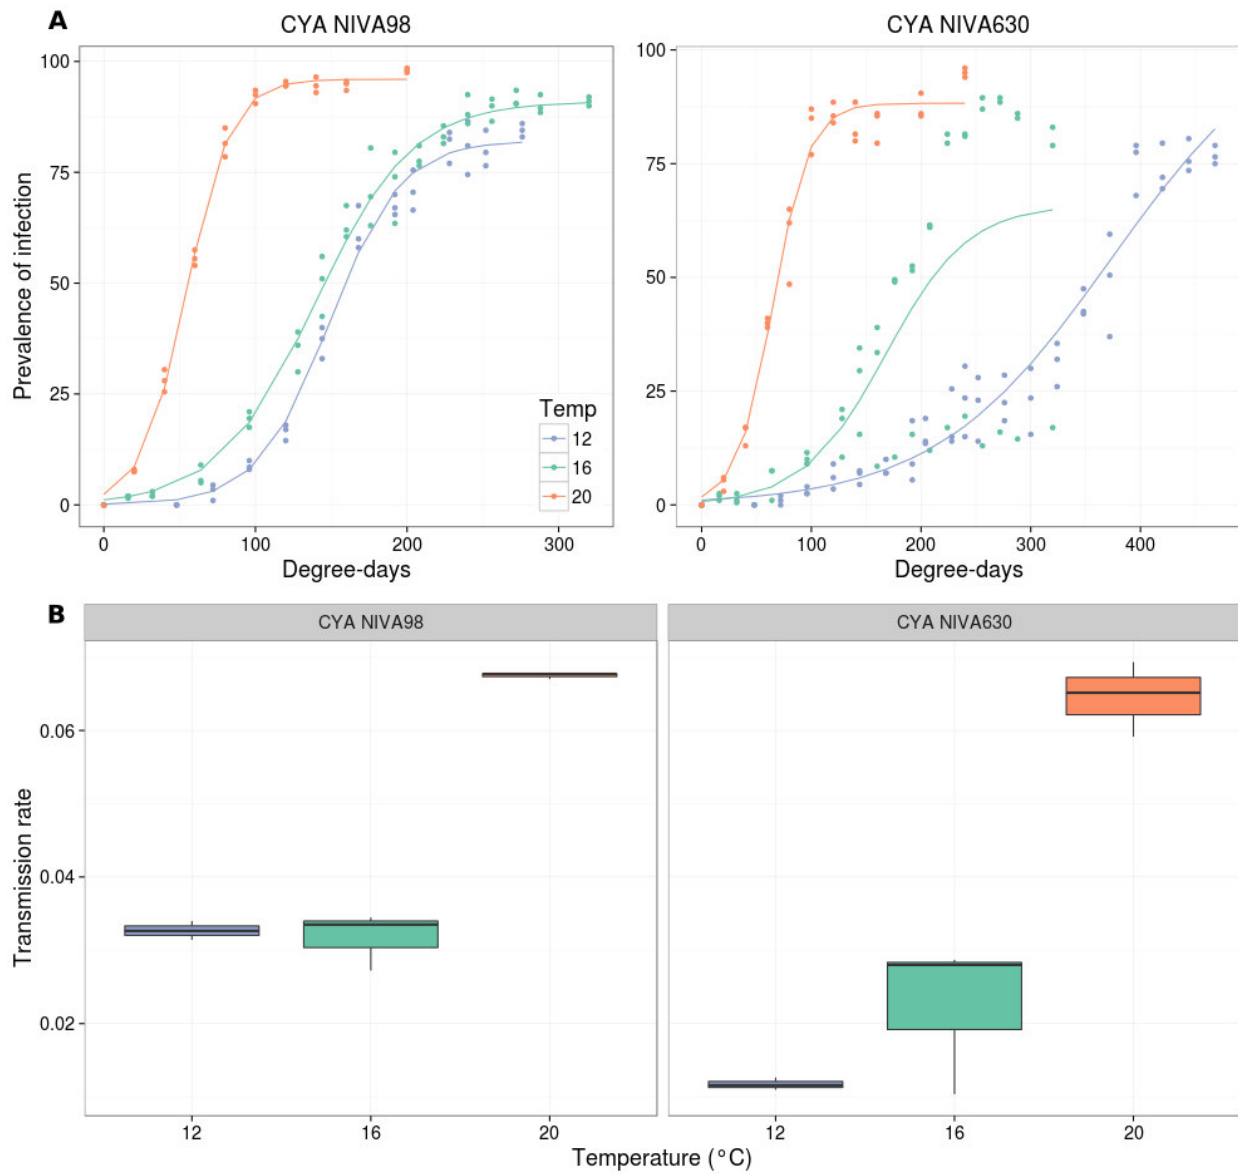 A
CYA NIVA98
CYA NIVA630
Prevalence of infection
100
75
50
25
0
0 100 200 300
Degree-days
Temp
12
16
20
100
75
50
25
0
0 100 200 300 400
Degree-days
B
CYA NIVA98
CYA NIVA630
Transmission rate
0.06
0.04
0.02
12 16 20
12 16 20
Temperature (°C)